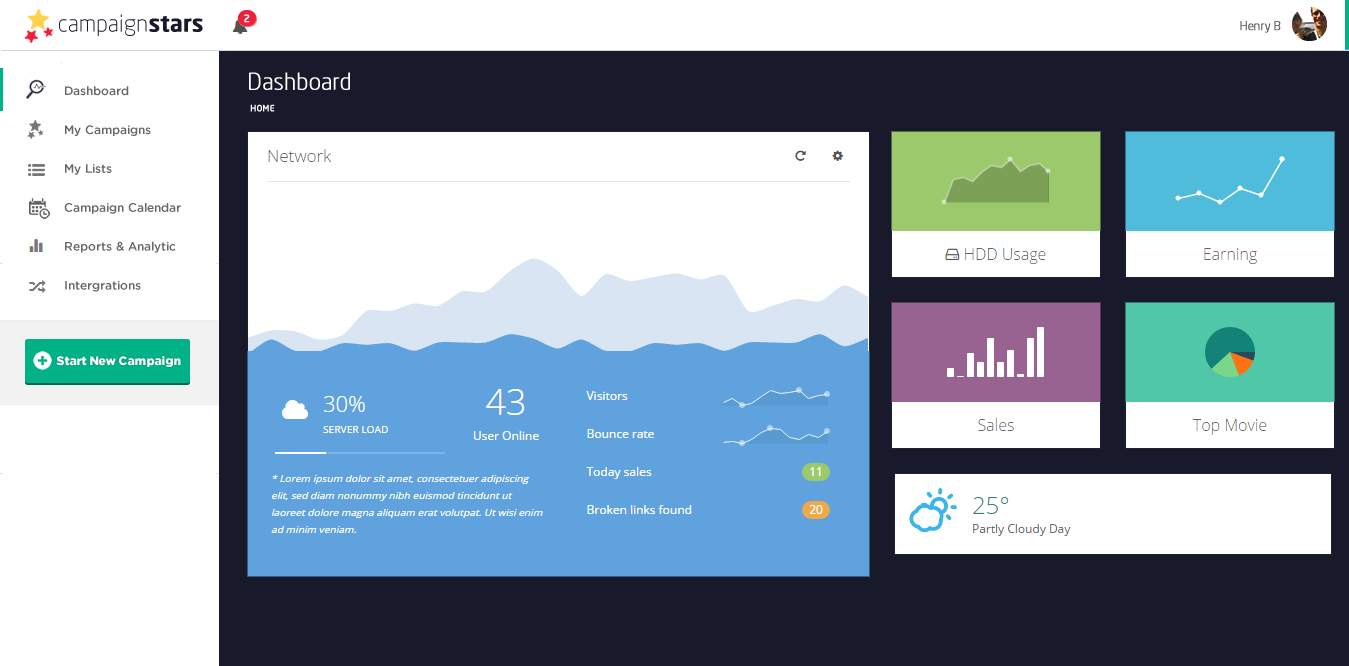 campaignstars
2
Henry B
Dashboard
My Campaigns
My Lists
Campaign Calendar
Reports & Analytic
Intergrations
Start New Campaign
Dashboard
HOME
Network
30%
SERVER LOAD
43
User Online
* Lorem ipsum dolor sit amet, consectetuer adipiscing
elit, sed diam nonummy nibh euismod tincidunt ut
laoreet dolore magna aliquam erat volutpat. Ut wisi enim
ad minim veniam.
Visitors
Bounce rate
Today sales 11
Broken links found 20
HDD Usage
Earning
Sales
Top Movie
25°
Partly Cloudy Day